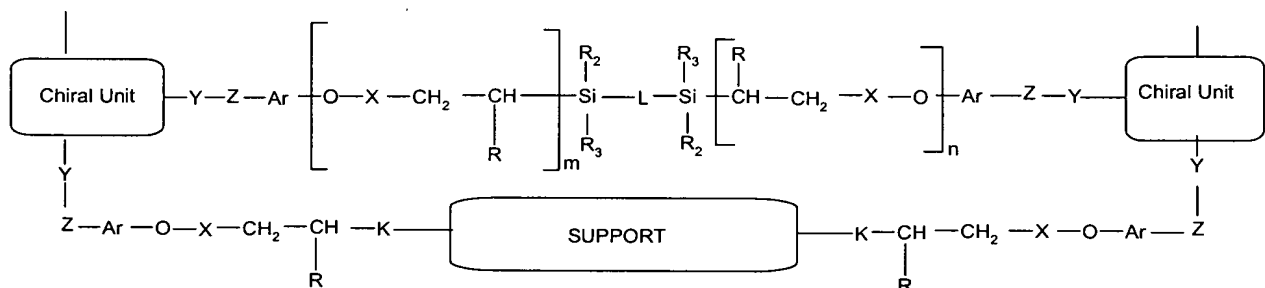 R₂ R₃ R
Chiral Unit —Y—Z—Ar—O—X—CH₂—CH—Si—L—Si—CH—CH₂—X—O—Ar—Z—Y— Chiral Unit
R R₃ R₂
m n
Y Y
Z—Ar—O—X—CH₂—CH—K— SUPPORT —K—CH—CH₂—X—O—Ar—Z
R R